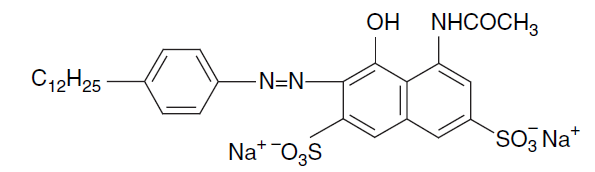 OH NHCOCH₃
C₁₂H₂₅ N=N
Na⁺ ⁻O₃S SO₃⁻ Na⁺